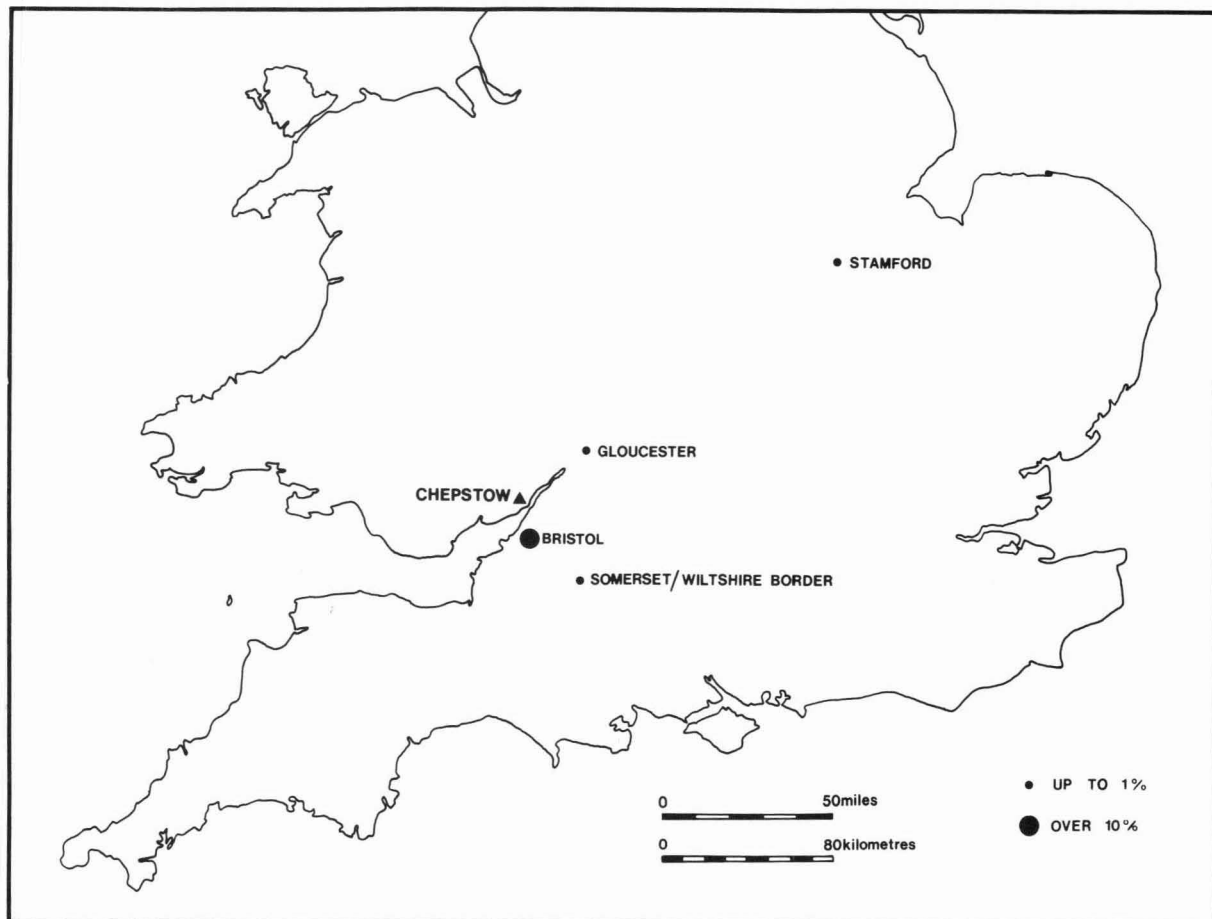 STAMFORD
GLOUCESTER
CHEPSTOW
BRISTOL
SOMERSET/WILTSHIRE BORDER
0 50miles
0 80kilometres
UP TO 1%
OVER 10%